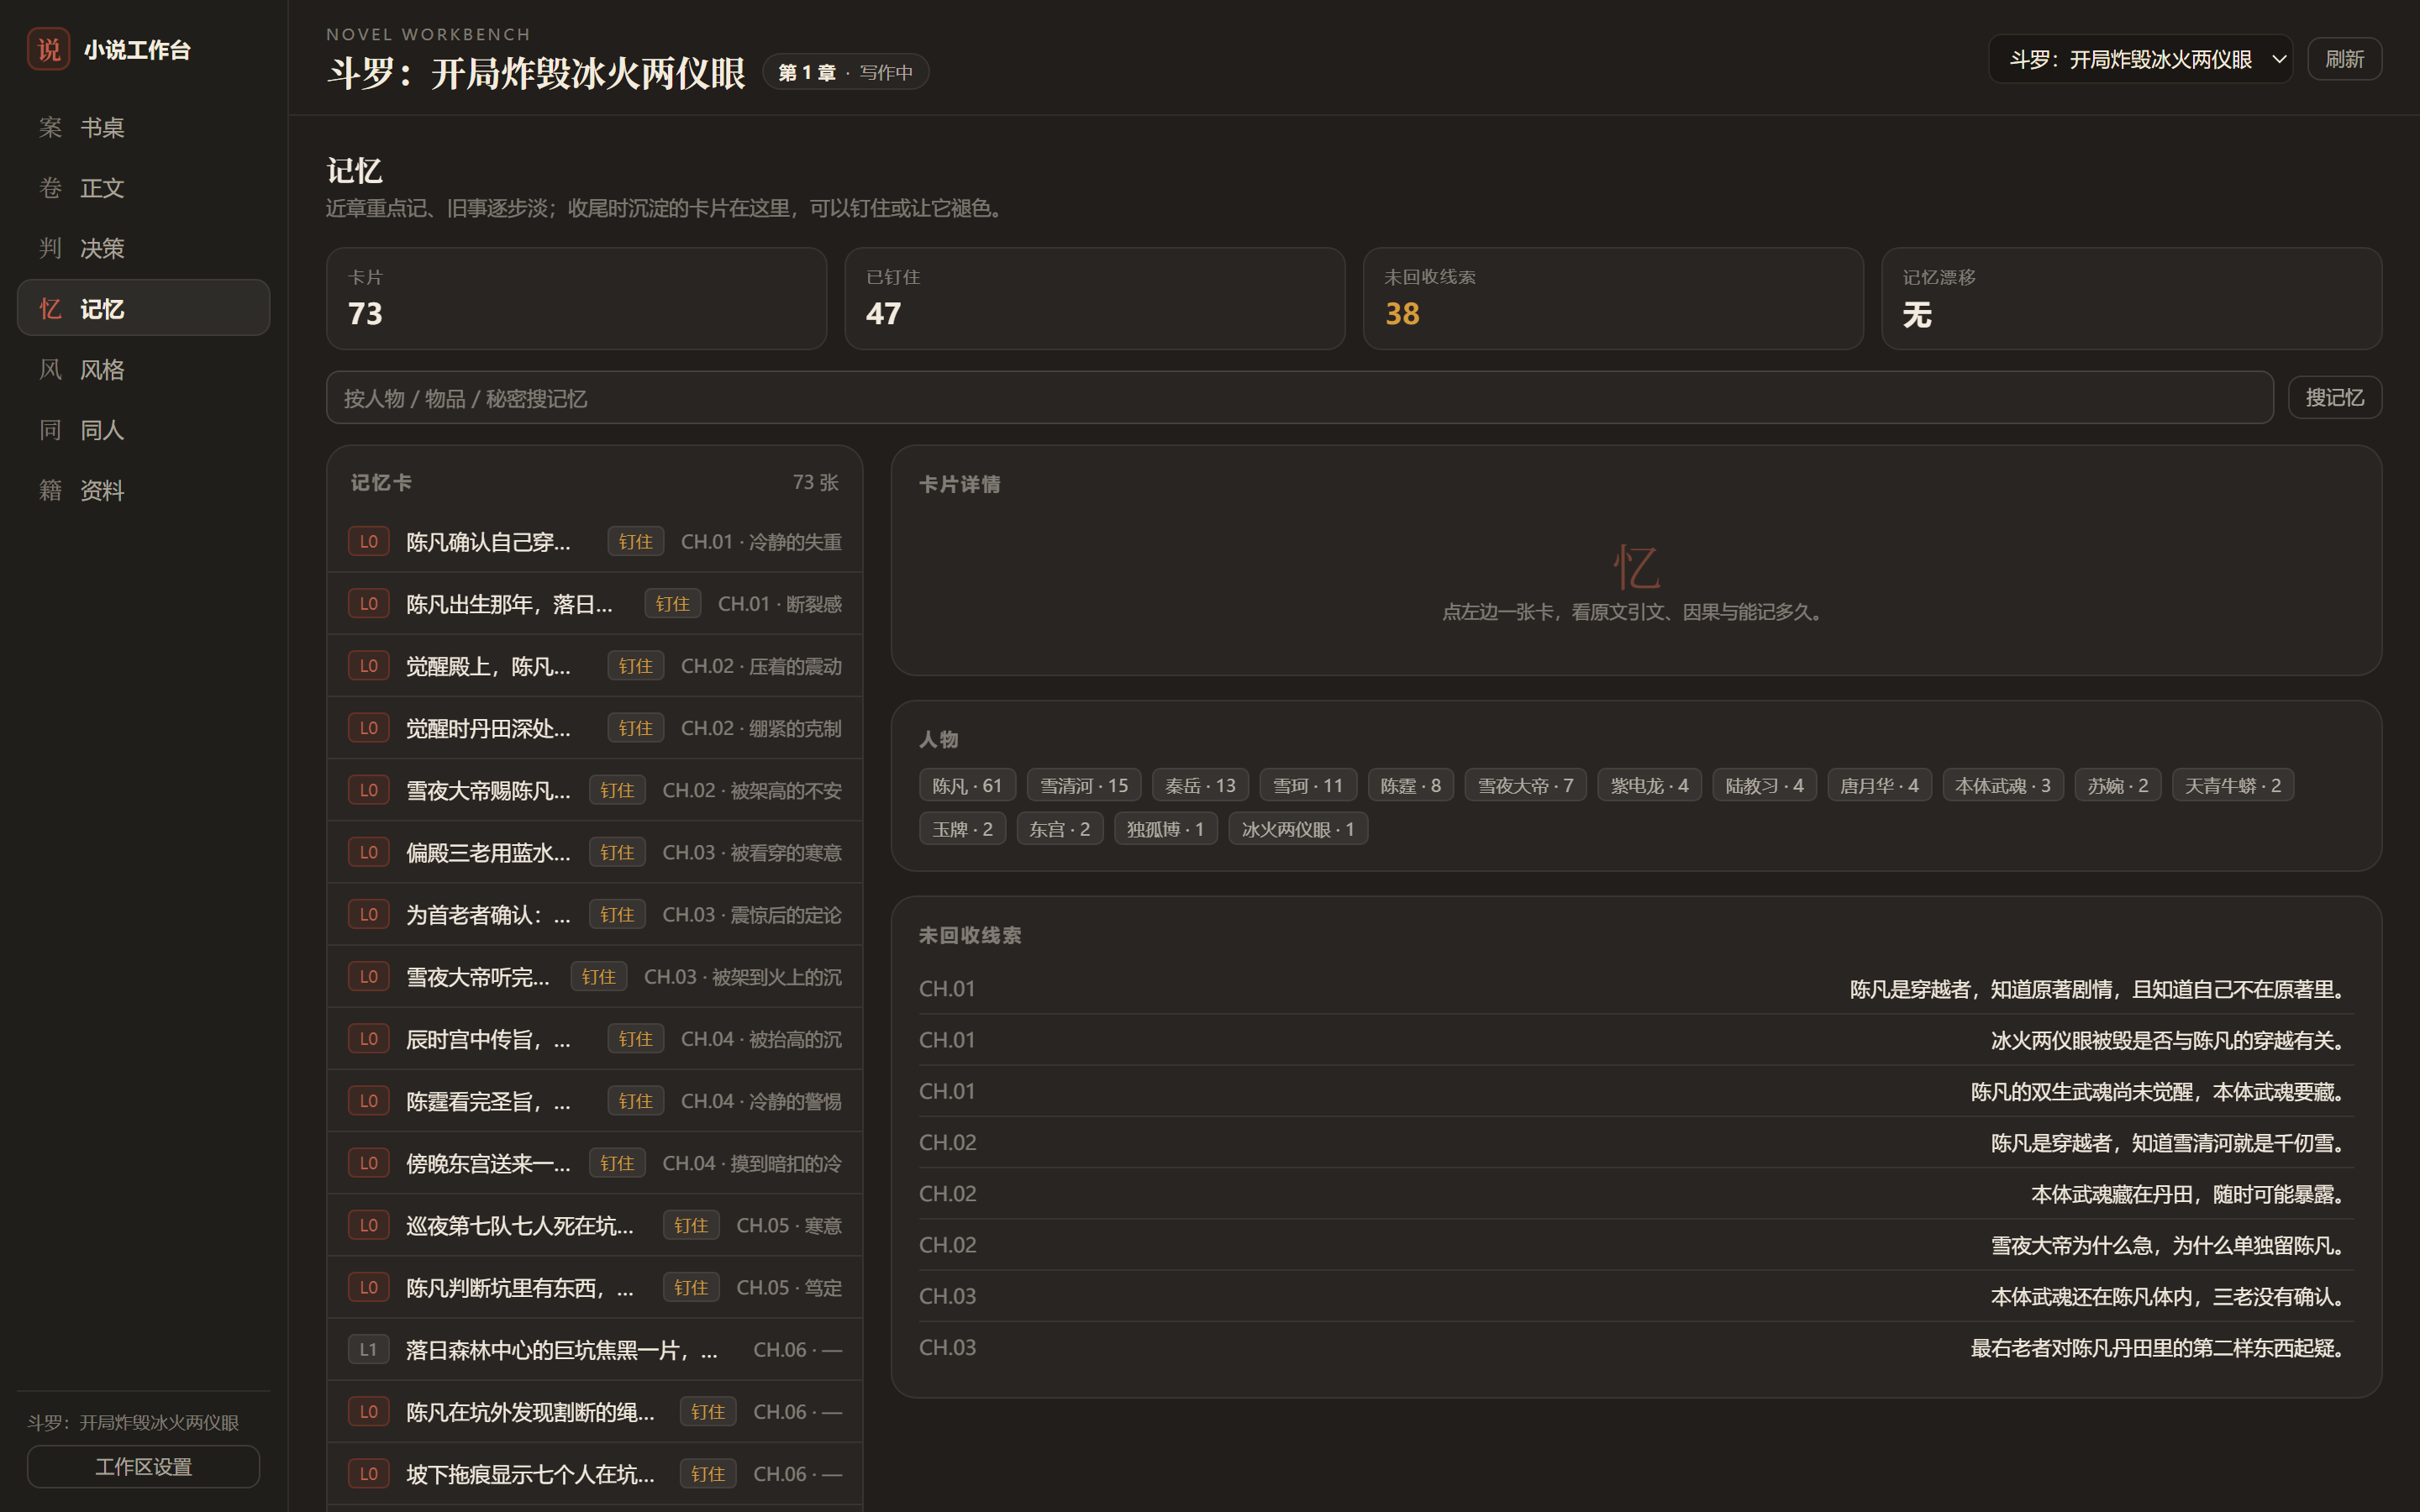 说 小说工作台
案 书桌
卷 正文
判 决策
忆 记忆
风 风格
同 同人
籍 资料
斗罗：开局炸毁冰火两仪眼
工作区设置
NOVEL WORKBENCH
斗罗：开局炸毁冰火两仪眼 第 1 章 · 写作中
斗罗：开局炸毁冰火两仪眼
刷新
记忆
近章重点记、旧事逐步淡；收尾时沉淀的卡片在这里，可以钉住或让它褪色。
卡片
73
已钉住
47
未回收线索
38
记忆漂移
无
按人物 / 物品 / 秘密搜记忆
搜记忆
记忆卡 73 张
L0 陈凡确认自己穿... 钉住 CH.01 · 冷静的失重
L0 陈凡出生那年，落日... 钉住 CH.01 · 断裂感
L0 觉醒殿上，陈凡... 钉住 CH.02 · 压着的震动
L0 觉醒时丹田深处... 钉住 CH.02 · 绷紧的克制
L0 雪夜大帝赐陈凡... 钉住 CH.02 · 被架高的不安
L0 偏殿三老用蓝水... 钉住 CH.03 · 被看穿的寒意
L0 为首老者确认：... 钉住 CH.03 · 震惊后的定论
L0 雪夜大帝听完... 钉住 CH.03 · 被架到火上的沉
L0 辰时宫中传旨，... 钉住 CH.04 · 被抬高的沉
L0 陈霆看完圣旨，... 钉住 CH.04 · 冷静的警惕
L0 傍晚东宫送来一... 钉住 CH.04 · 摸到暗扣的冷
L0 巡夜第七队七人死在坑... 钉住 CH.05 · 寒意
L0 陈凡判断坑里有东西，... 钉住 CH.05 · 笃定
L1 落日森林中心的巨坑焦黑一片，... CH.06 · —
L0 陈凡在坑外发现割断的绳... 钉住 CH.06 · —
L0 坡下拖痕显示七个人在坑... 钉住 CH.06 · —
卡片详情
忆
点左边一张卡，看原文引文、因果与能记多久。
人物
陈凡 · 61 雪清河 · 15 秦岳 · 13 雪珂 · 11 陈霆 · 8 雪夜大帝 · 7 紫电龙 · 4 陆教习 · 4 唐月华 · 4 本体武魂 · 3 苏婉 · 2 天青牛蟒 · 2
玉牌 · 2 东宫 · 2 独孤博 · 1 冰火两仪眼 · 1
未回收线索
CH.01 陈凡是穿越者，知道原著剧情，且知道自己不在原著里。
CH.01 冰火两仪眼被毁是否与陈凡的穿越有关。
CH.01 陈凡的双生武魂尚未觉醒，本体武魂要藏。
CH.02 陈凡是穿越者，知道雪清河就是千仞雪。
CH.02 本体武魂藏在丹田，随时可能暴露。
CH.02 雪夜大帝为什么急，为什么单独留陈凡。
CH.03 本体武魂还在陈凡体内，三老没有确认。
CH.03 最右老者对陈凡丹田里的第二样东西起疑。